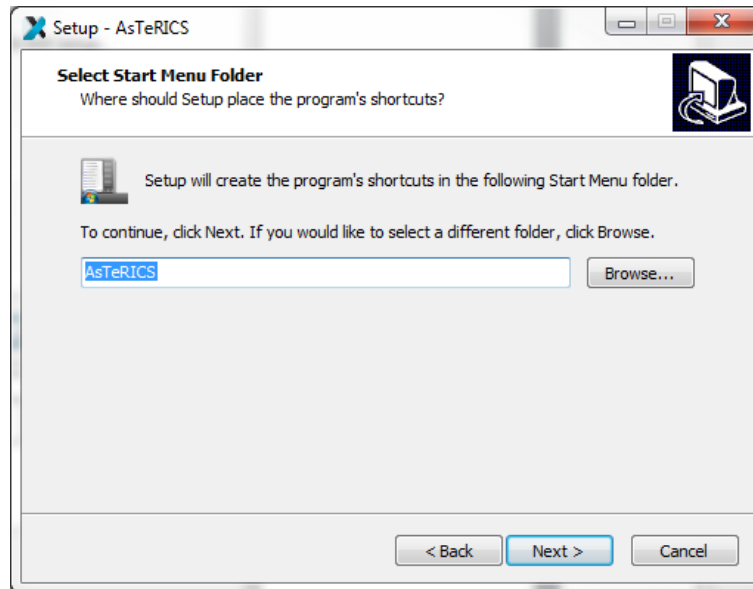 Setup - AsTeRICS
Select Start Menu Folder
Where should Setup place the program's shortcuts?
Setup will create the program's shortcuts in the following Start Menu folder.
To continue, click Next. If you would like to select a different folder, click Browse.
AsTeRICS
Browse...
< Back
Next >
Cancel